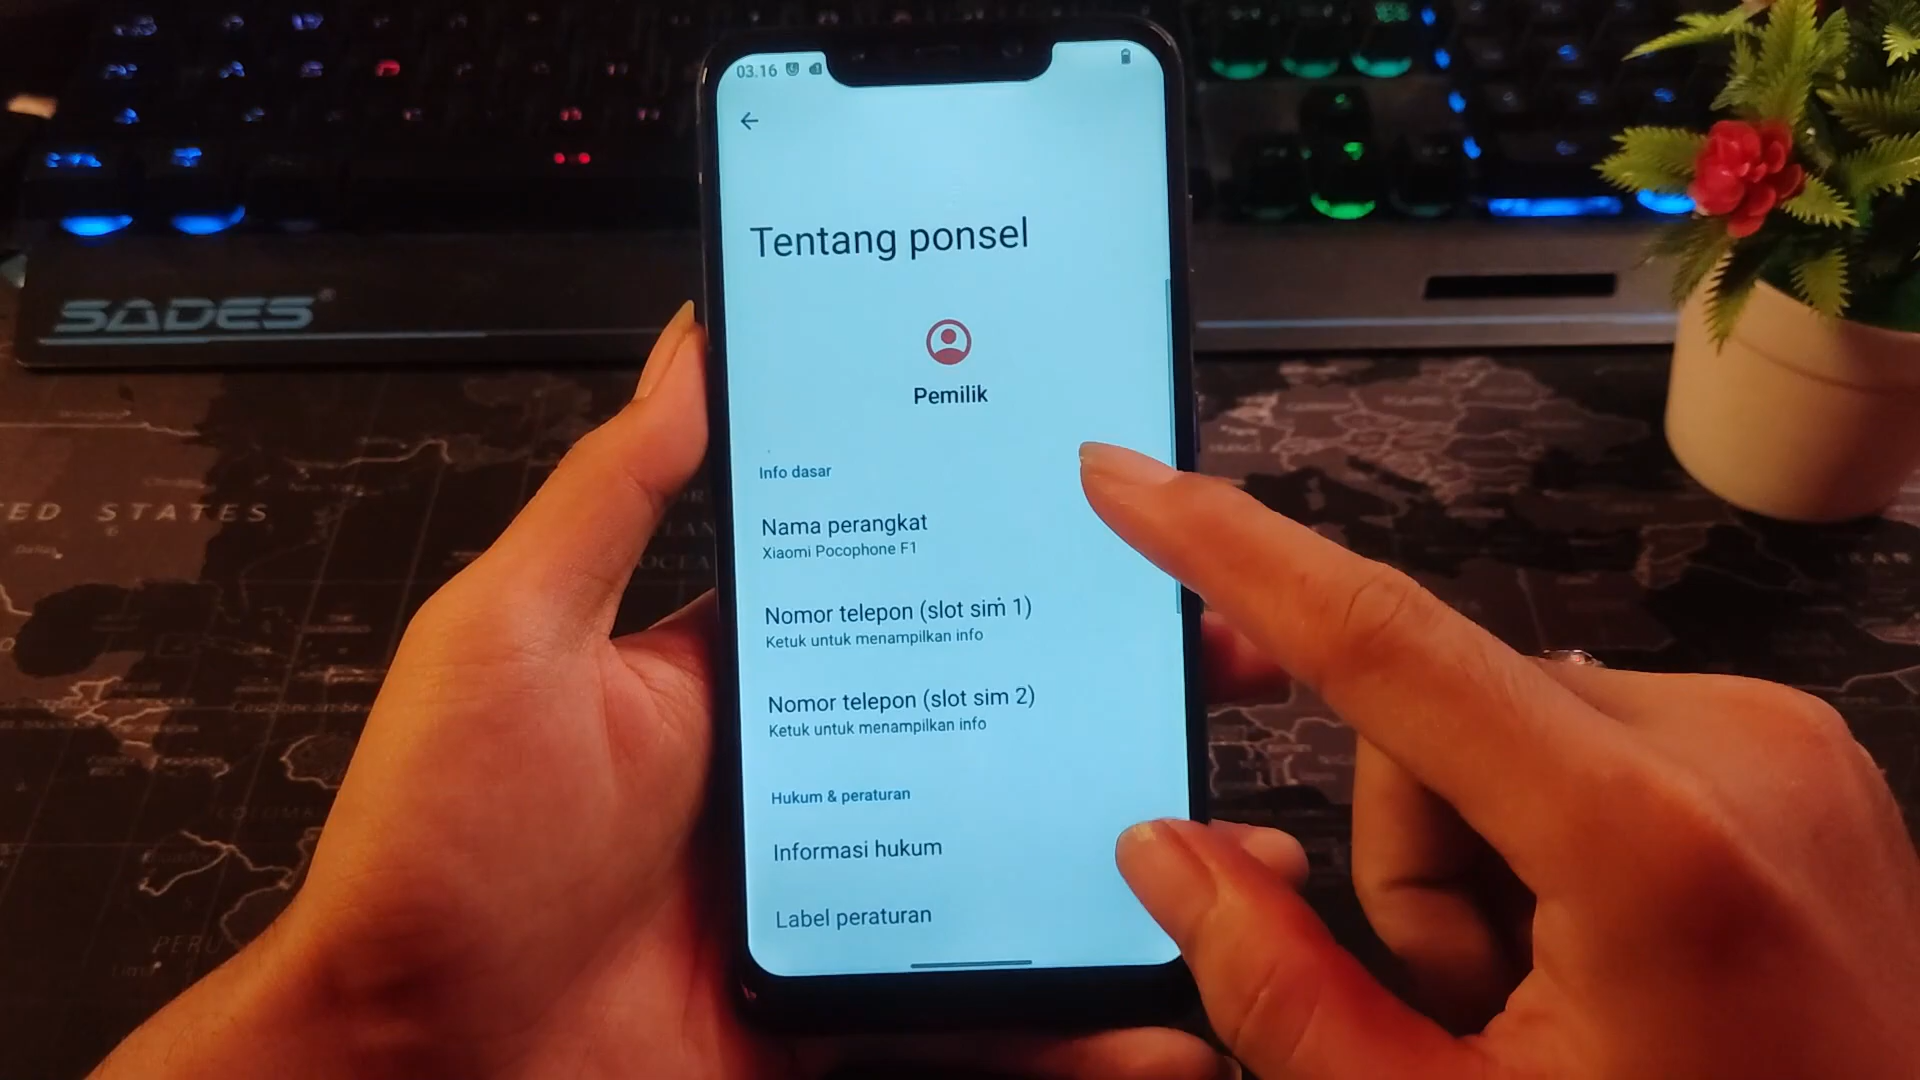 03.16
Tentang ponsel
Pemilik
Info dasar
Nama perangkat
Xiaomi Pocophone F1
Nomor telepon (slot sim 1)
Ketuk untuk menampilkan info
Nomor telepon (slot sim 2)
Ketuk untuk menampilkan info
Hukum & peraturan
Informasi hukum
Label peraturan
SADES
ED STATES
PERU